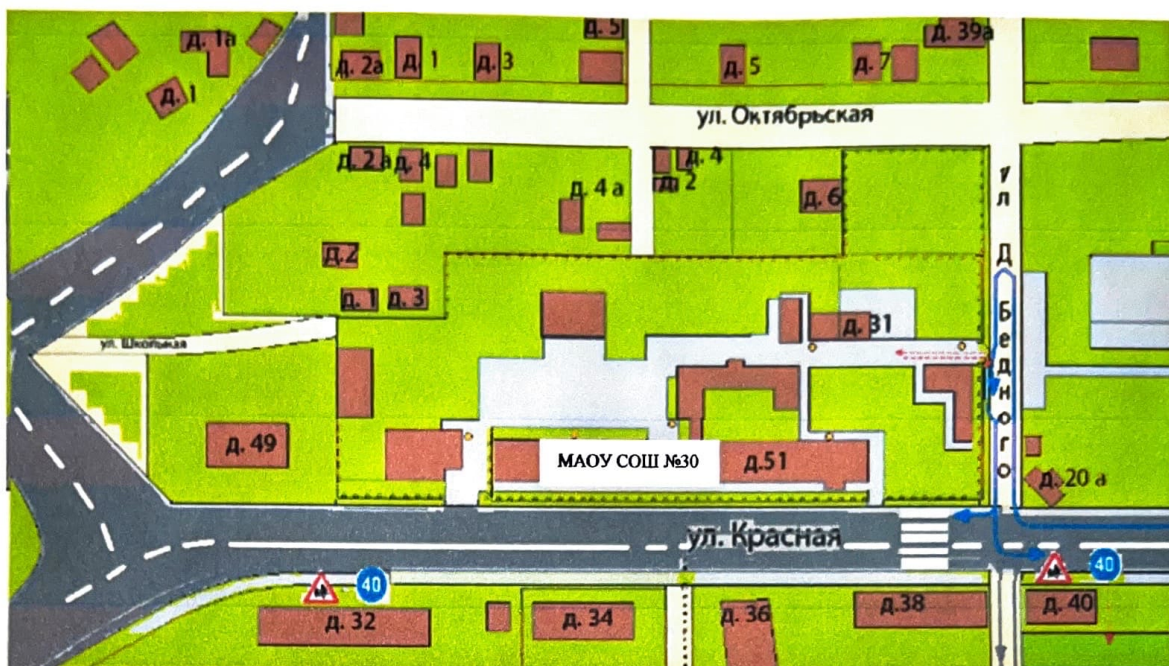 д. 1а
д. 1
д. 2а
д. 1
д. 3
д. 5
д. 5
д. 7
д. 39а
ул. Октябрьская
д. 2 а
д. 4
д. 4 а
д. 4
д. 2
д. 6
ул Д Бедного
д.2
д. 1
д. 3
д. 31
ул. Школьная
д. 49
МАОУ СОШ №30
д.51
д. 20 а
ул. Красная
40
40
д. 32
д. 34
д. 36
д.38
д. 40